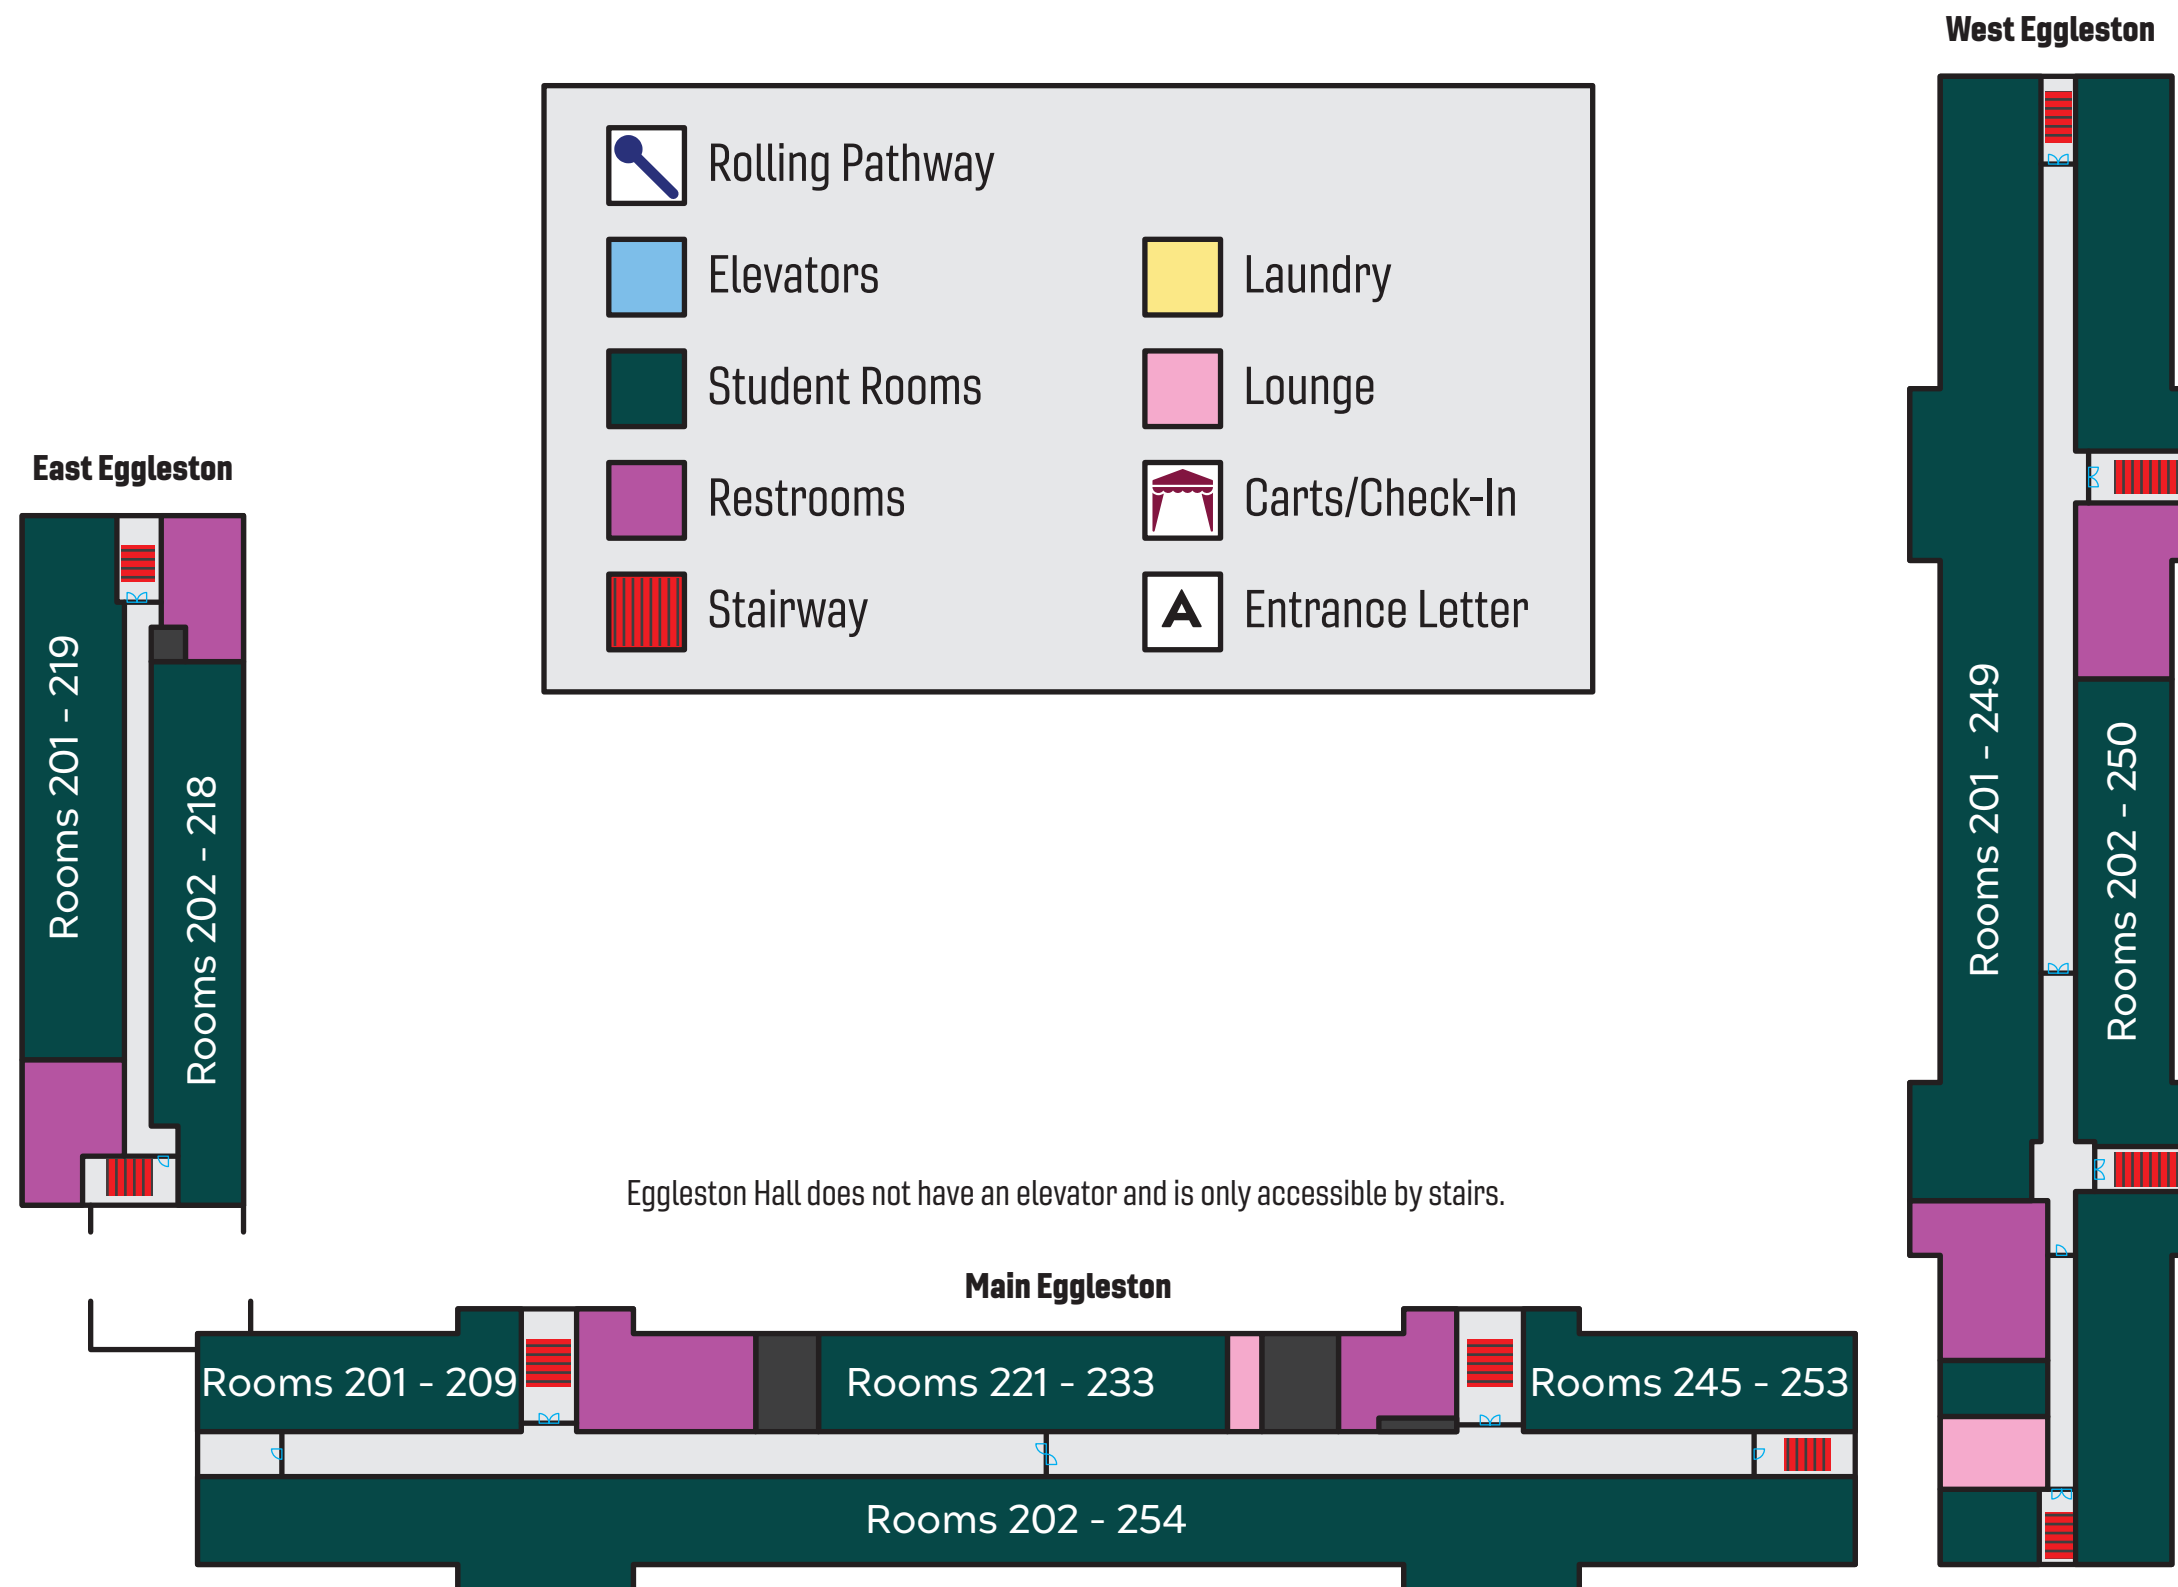 West Eggleston
Rolling Pathway
Elevators
Laundry
Student Rooms
Lounge
Restrooms
Carts/Check-In
Stairway
A
Entrance Letter
East Eggleston
Rooms 201 - 219
Rooms 202 - 218
Rooms 201 - 249
Rooms 202 - 250
Eggleston Hall does not have an elevator and is only accessible by stairs.
Main Eggleston
Rooms 201 - 209
Rooms 221 - 233
Rooms 245 - 253
Rooms 202 - 254